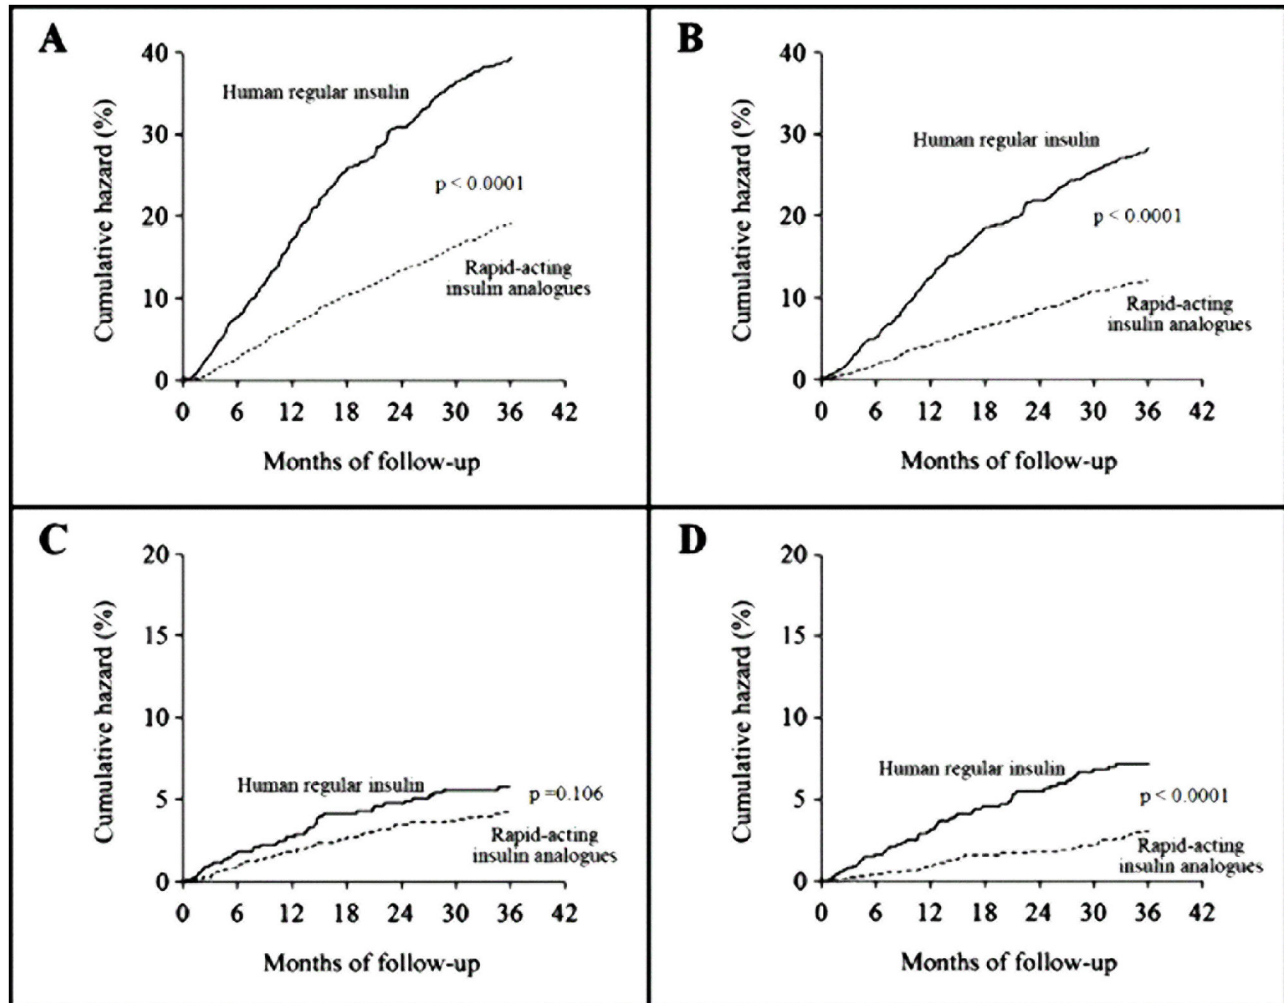 A
Cumulative hazard (%)
40
30
20
10
0
Human regular insulin
p < 0.0001
Rapid-acting
insulin analogues
0 6 12 18 24 30 36 42
Months of follow-up
B
Cumulative hazard (%)
40
30
20
10
0
Human regular insulin
p < 0.0001
Rapid-acting
insulin analogues
0 6 12 18 24 30 36 42
Months of follow-up
C
Cumulative hazard (%)
20
15
10
5
0
Human regular insulin
p =0.106
Rapid-acting
insulin analogues
0 6 12 18 24 30 36 42
Months of follow-up
D
Cumulative hazard (%)
20
15
10
5
0
Human regular insulin
p < 0.0001
Rapid-acting
insulin analogues
0 6 12 18 24 30 36 42
Months of follow-up